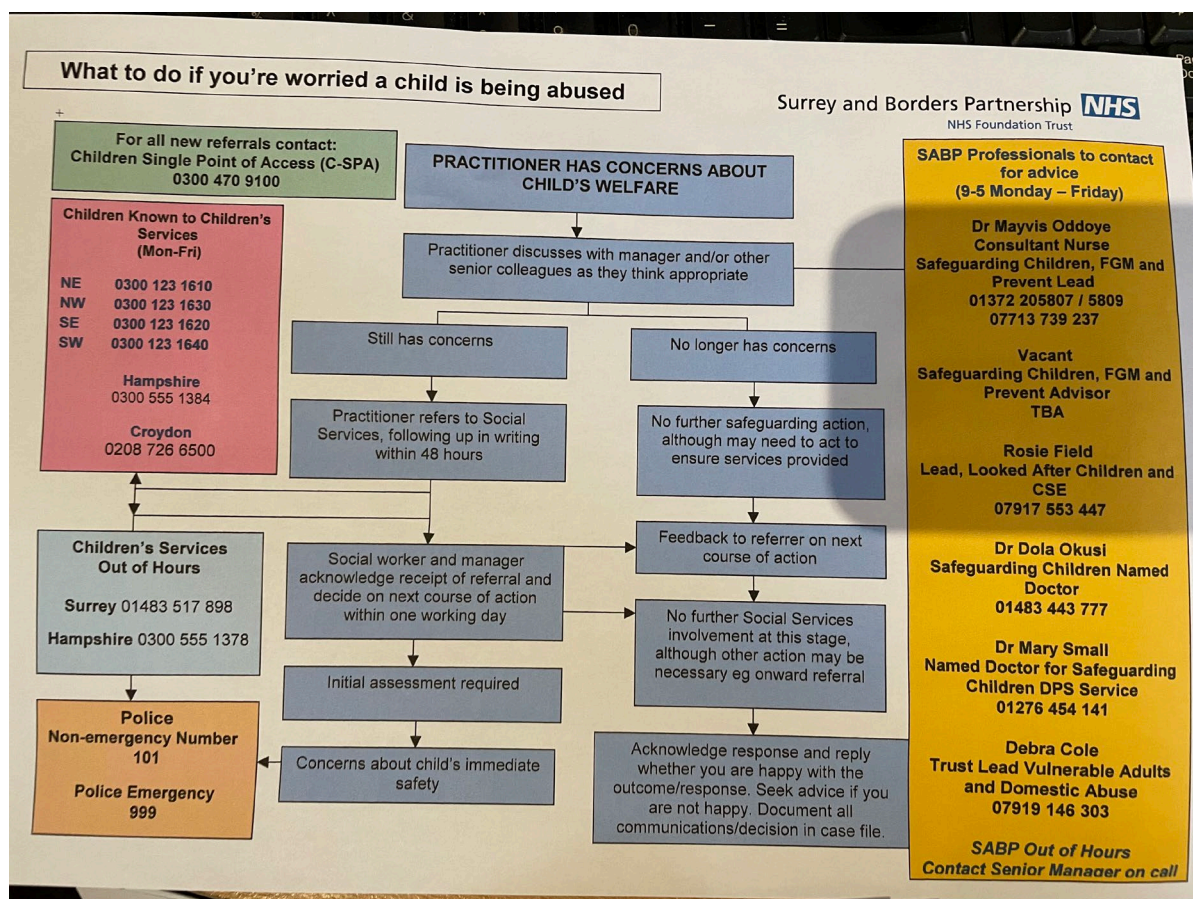 What to do if you're worried a child is being abused
Surrey and Borders Partnership NHS
NHS Foundation Trust
For all new referrals contact:
Children Single Point of Access (C-SPA)
0300 470 9100
Children Known to Children's
Services
(Mon-Fri)
NE 0300 123 1610
NW 0300 123 1630
SE 0300 123 1620
SW 0300 123 1640
Hampshire
0300 555 1384
Croydon
0208 726 6500
Children's Services
Out of Hours
Surrey 01483 517 898
Hampshire 0300 555 1378
Police
Non-emergency Number
101
Police Emergency
999
PRACTITIONER HAS CONCERNS ABOUT
CHILD'S WELFARE
Practitioner discusses with manager and/or other
senior colleagues as they think appropriate
Still has concerns
Practitioner refers to Social
Services, following up in writing
within 48 hours
Social worker and manager
acknowledge receipt of referral and
decide on next course of action
within one working day
Initial assessment required
Concerns about child's immediate
safety
No longer has concerns
No further safeguarding action,
although may need to act to
ensure services provided
Feedback to referrer on next
course of action
No further Social Services
involvement at this stage,
although other action may be
necessary eg onward referral
Acknowledge response and reply
whether you are happy with the
outcome/response. Seek advice if you
are not happy. Document all
communications/decision in case file.
SABP Professionals to contact
for advice
(9-5 Monday – Friday)
Dr Mayvis Oddoye
Consultant Nurse
Safeguarding Children, FGM and
Prevent Lead
01372 205807 / 5809
07713 739 237
Vacant
Safeguarding Children, FGM and
Prevent Advisor
TBA
Rosie Field
Lead, Looked After Children and
CSE
07917 553 447
Dr Dola Okusi
Safeguarding Children Named
Doctor
01483 443 777
Dr Mary Small
Named Doctor for Safeguarding
Children DPS Service
01276 454 141
Debra Cole
Trust Lead Vulnerable Adults
and Domestic Abuse
07919 146 303
SABP Out of Hours
Contact Senior Manager on call